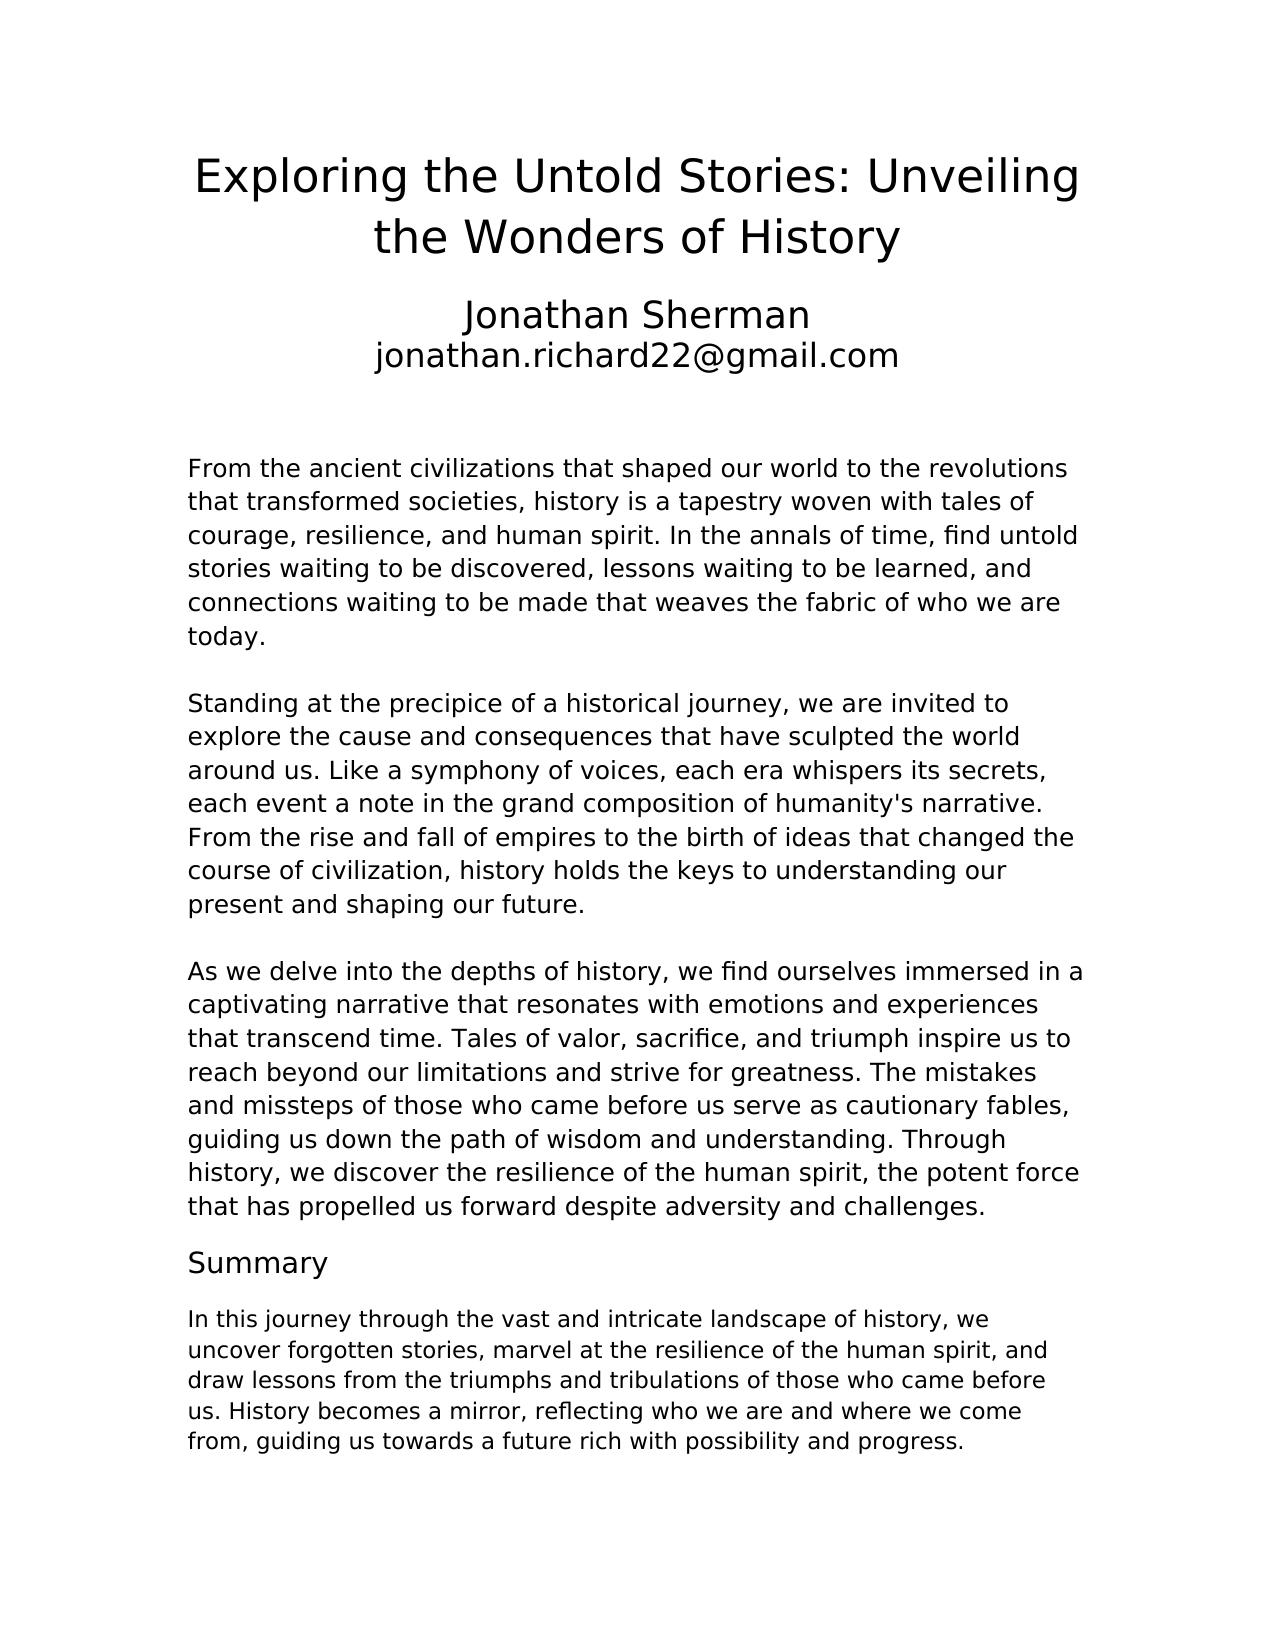 Exploring the Untold Stories: Unveiling
the Wonders of History
Jonathan Sherman
jonathan.richard22@gmail.com
From the ancient civilizations that shaped our world to the revolutions
that transformed societies, history is a tapestry woven with tales of
courage, resilience, and human spirit. In the annals of time, find untold
stories waiting to be discovered, lessons waiting to be learned, and
connections waiting to be made that weaves the fabric of who we are
today.
Standing at the precipice of a historical journey, we are invited to
explore the cause and consequences that have sculpted the world
around us. Like a symphony of voices, each era whispers its secrets,
each event a note in the grand composition of humanity's narrative.
From the rise and fall of empires to the birth of ideas that changed the
course of civilization, history holds the keys to understanding our
present and shaping our future.
As we delve into the depths of history, we find ourselves immersed in a
captivating narrative that resonates with emotions and experiences
that transcend time. Tales of valor, sacrifice, and triumph inspire us to
reach beyond our limitations and strive for greatness. The mistakes
and missteps of those who came before us serve as cautionary fables,
guiding us down the path of wisdom and understanding. Through
history, we discover the resilience of the human spirit, the potent force
that has propelled us forward despite adversity and challenges.
Summary
In this journey through the vast and intricate landscape of history, we
uncover forgotten stories, marvel at the resilience of the human spirit, and
draw lessons from the triumphs and tribulations of those who came before
us. History becomes a mirror, reflecting who we are and where we come
from, guiding us towards a future rich with possibility and progress.